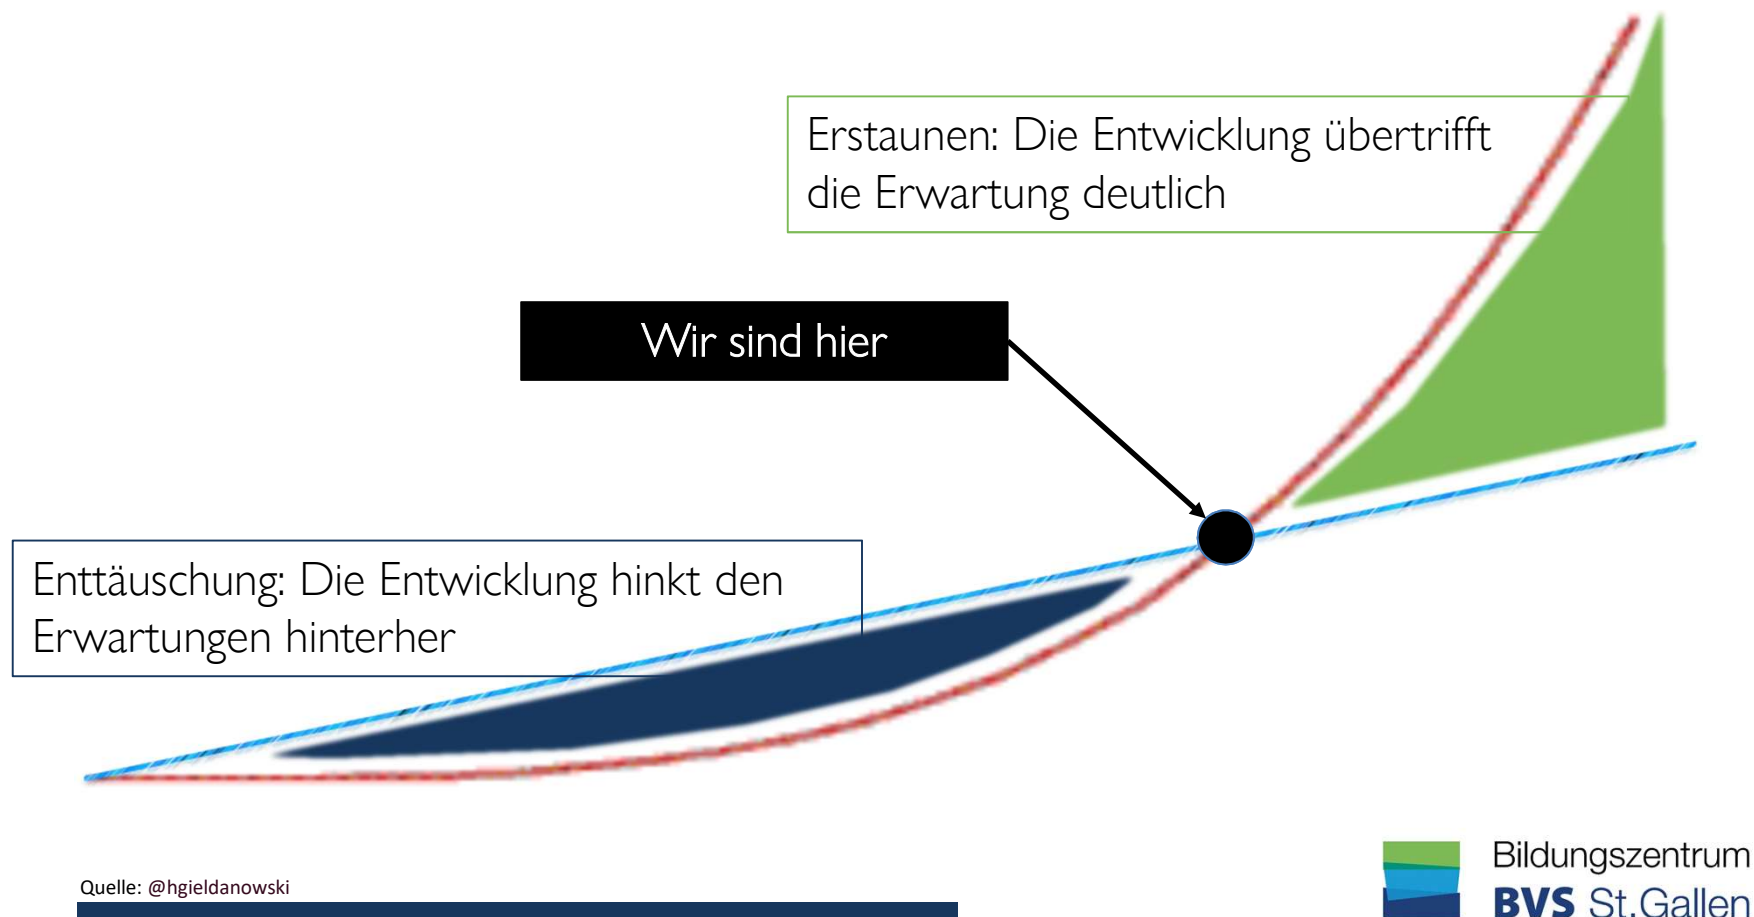 Erstaunen: Die Entwicklung übertrifft
die Erwartung deutlich
Wir sind hier
Enttäuschung: Die Entwicklung hinkt den
Erwartungen hinterher
Quelle: @hgieldanowski
Bildungszentrum
BVS St.Gallen